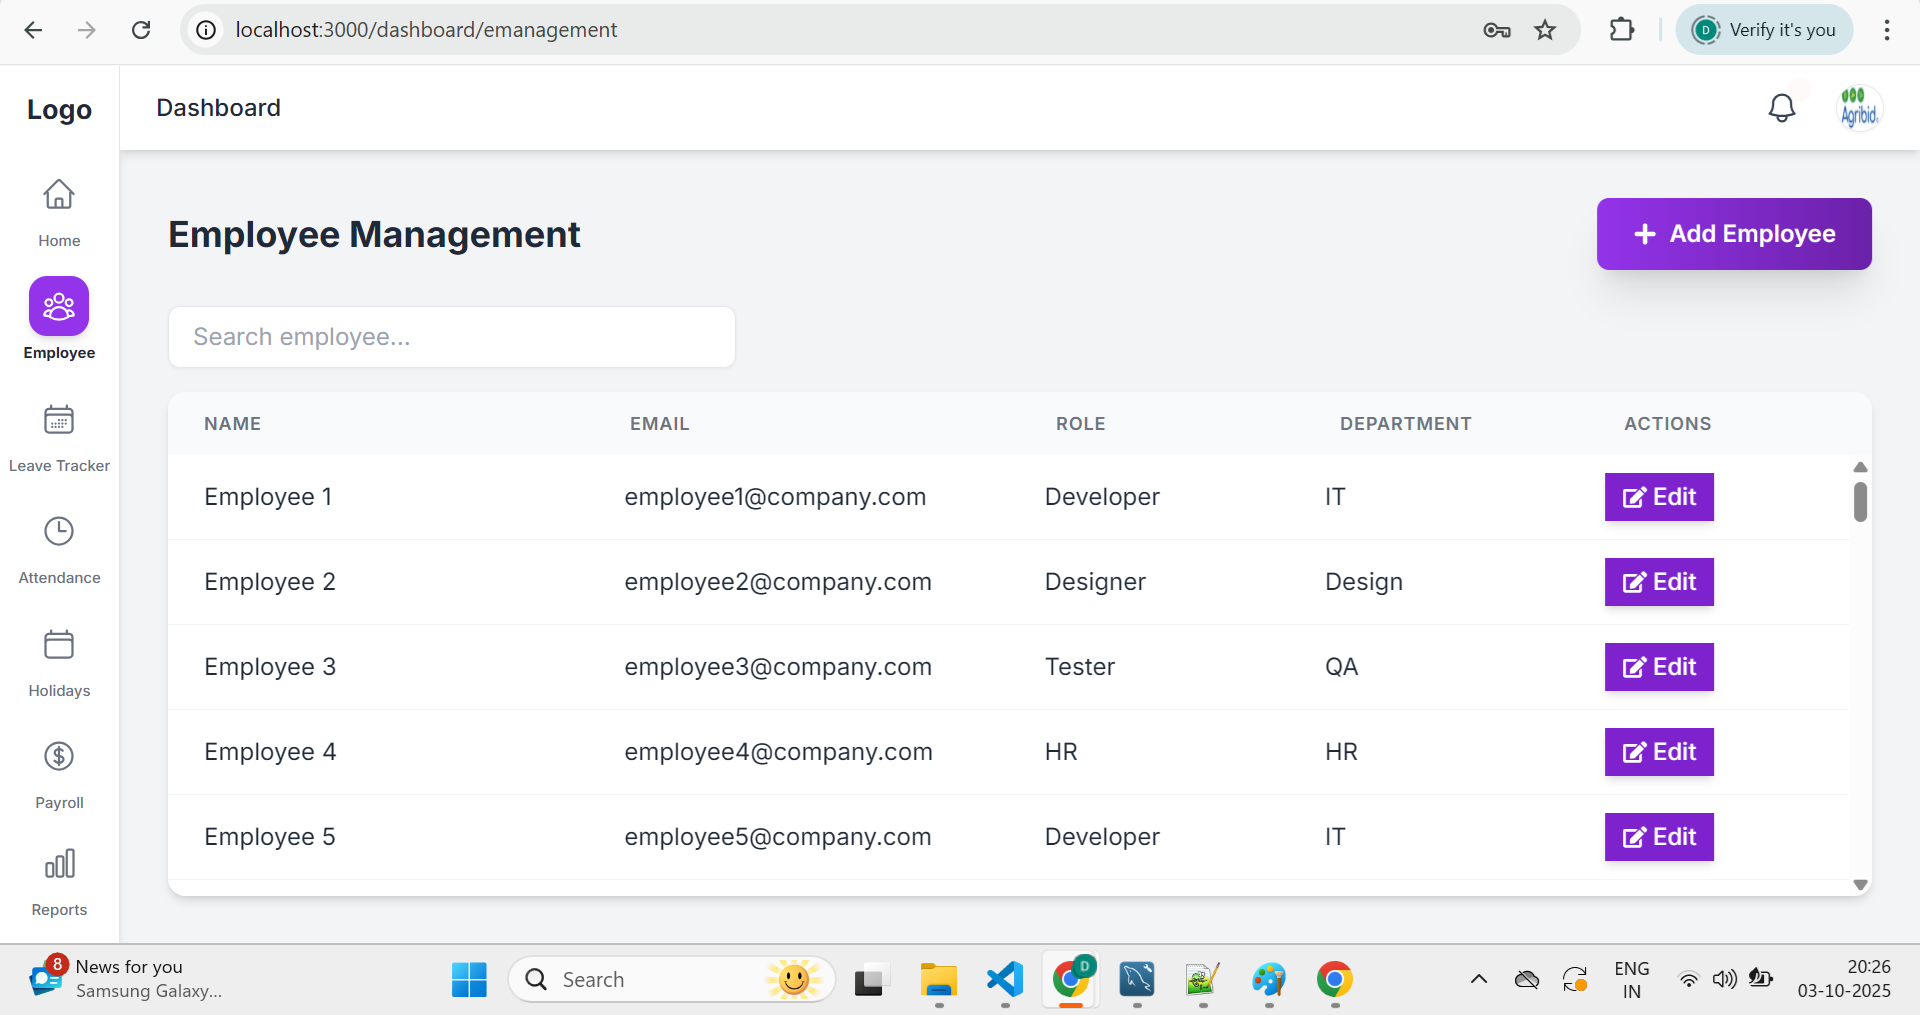 localhost:3000/dashboard/emanagement
D Verify it's you
Logo
Dashboard
Agribid
Home
Employee
Leave Tracker
Attendance
Holidays
Payroll
Reports
Employee Management
Add Employee
Search employee...
NAME EMAIL ROLE DEPARTMENT ACTIONS
Employee 1 employee1@company.com Developer IT Edit
Employee 2 employee2@company.com Designer Design Edit
Employee 3 employee3@company.com Tester QA Edit
Employee 4 employee4@company.com HR HR Edit
Employee 5 employee5@company.com Developer IT Edit
8 News for you
Samsung Galaxy...
Search
D
ENG
IN
20:26
03-10-2025